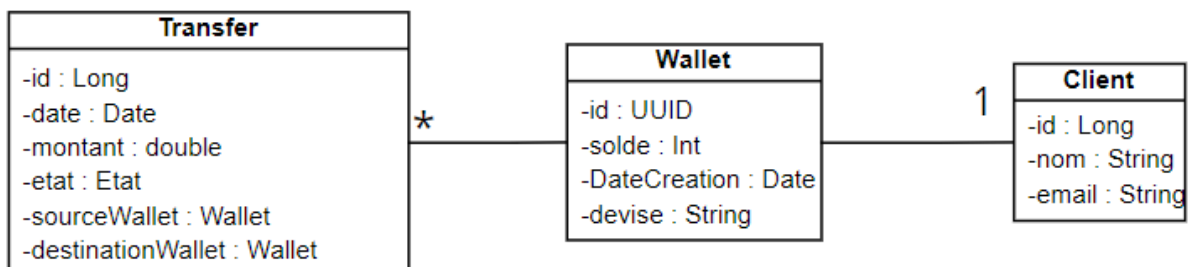 Transfer
-id : Long
-date : Date
-montant : double
-etat : Etat
-sourceWallet : Wallet
-destinationWallet : Wallet
*
Wallet
-id : UUID
-solde : Int
-DateCreation : Date
-devise : String
1
Client
-id : Long
-nom : String
-email : String